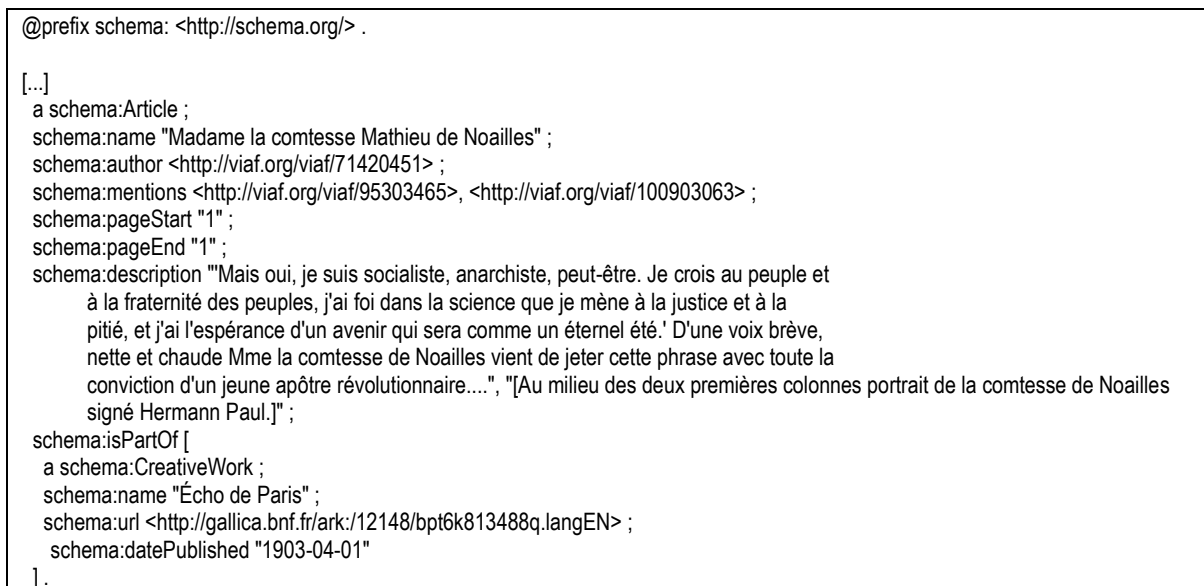 @prefix schema: <http://schema.org/> .
[...]
a schema:Article ;
schema:name "Madame la comtesse Mathieu de Noailles" ;
schema:author <http://viaf.org/viaf/71420451> ;
schema:mentions <http://viaf.org/viaf/95303465>, <http://viaf.org/viaf/100903063> ;
schema:pageStart "1" ;
schema:pageEnd "1" ;
schema:description "'Mais oui, je suis socialiste, anarchiste, peut-être. Je crois au peuple et
à la fraternité des peuples, j'ai foi dans la science que je mène à la justice et à la
pitié, et j'ai l'espérance d'un avenir qui sera comme un éternel été.' D'une voix brève,
nette et chaude Mme la comtesse de Noailles vient de jeter cette phrase avec toute la
conviction d'un jeune apôtre révolutionnaire....", "[Au milieu des deux premières colonnes portrait de la comtesse de Noailles
signé Hermann Paul.]" ;
schema:isPartOf [
a schema:CreativeWork ;
schema:name "Écho de Paris" ;
schema:url <http://gallica.bnf.fr/ark:/12148/bpt6k813488q.langEN> ;
schema:datePublished "1903-04-01"
] .